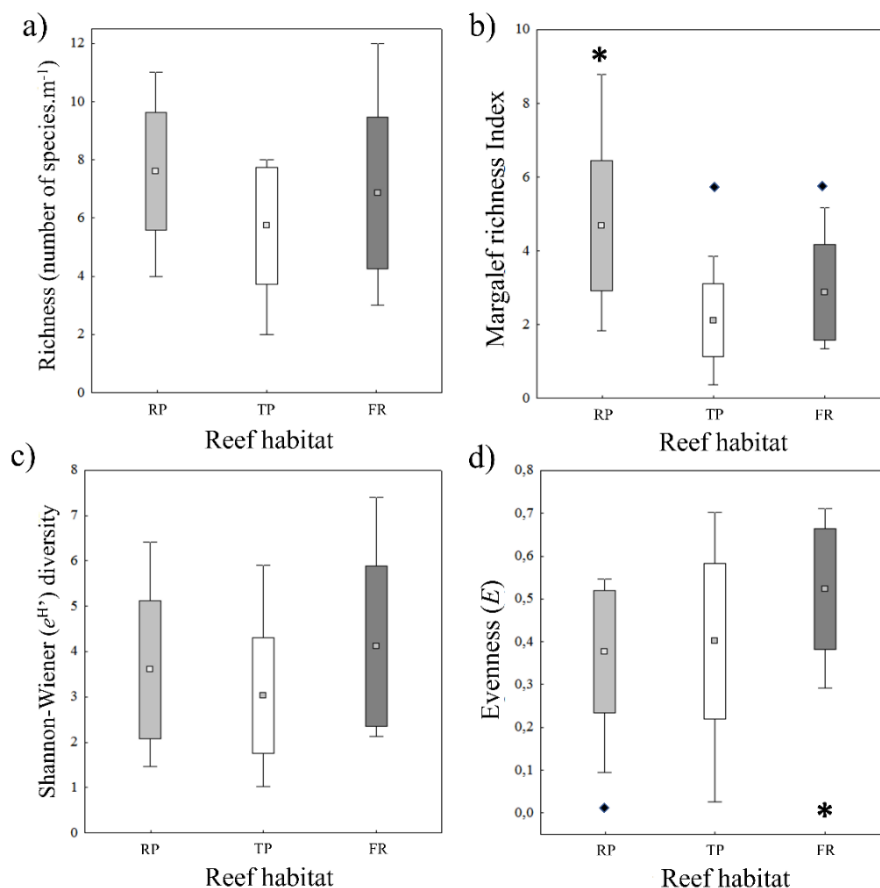 a)
Richness (number of species.m⁻¹)
12
10
8
6
4
2
0
RP TP FR
Reef habitat
b)
Margalef richness Index
10
8
6
4
2
0
*
RP TP FR
Reef habitat
c)
Shannon-Wiener (e^H’) diversity
8
7
6
5
4
3
2
1
0
RP TP FR
Reef habitat
d)
Evenness (E)
0,8
0,7
0,6
0,5
0,4
0,3
0,2
0,1
0,0
*
RP TP FR
Reef habitat